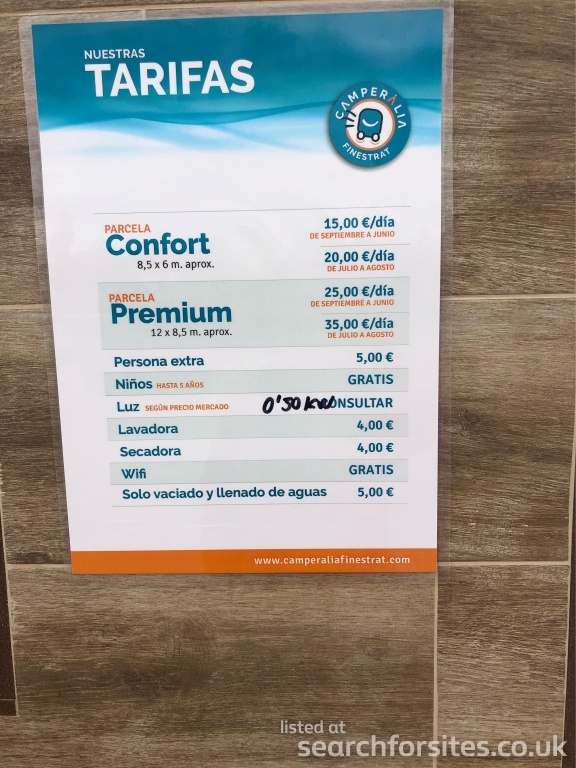 NUESTRAS
TARIFAS
CAMPERALIA
FINESTRAT
PARCELA
Confort
8,5 x 6 m. aprox.
15,00 €/día
DE SEPTIEMBRE A JUNIO
20,00 €/día
DE JULIO A AGOSTO
PARCELA
Premium
12 x 8,5 m. aprox.
25,00 €/día
DE SEPTIEMBRE A JUNIO
35,00 €/día
DE JULIO A AGOSTO
Persona extra 5,00 €
Niños HASTA 5 AÑOS GRATIS
Luz SEGÚN PRECIO MERCADO 0'50 KW ONSULTAR
Lavadora 4,00 €
Secadora 4,00 €
Wifi GRATIS
Solo vaciado y llenado de aguas 5,00 €
www.camperaliafinestrat.com
listed at
searchforsites.co.uk